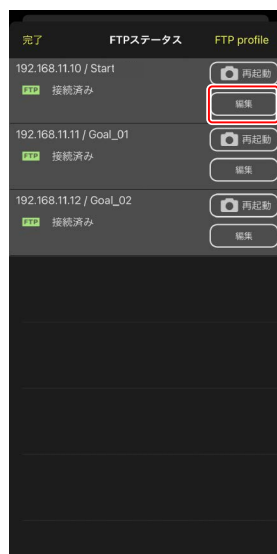 完了 FTPステータス FTP profile
192.168.11.10 / Start
再起動
FTP 接続済み
編集
192.168.11.11 / Goal_01
再起動
FTP 接続済み
編集
192.168.11.12 / Goal_02
再起動
FTP 接続済み
編集